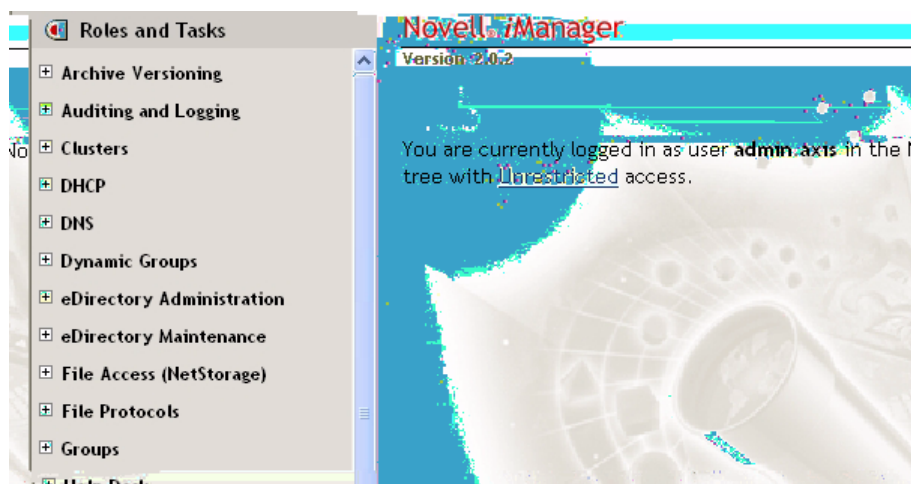 Roles and Tasks
Archive Versioning
Auditing and Logging
Clusters
DHCP
DNS
Dynamic Groups
eDirectory Administration
eDirectory Maintenance
File Access (NetStorage)
File Protocols
Groups
Help Desk
Novell. iManager
Version 2.0.2
You are currently logged in as user admin.axis in the
tree with Unrestricted access.